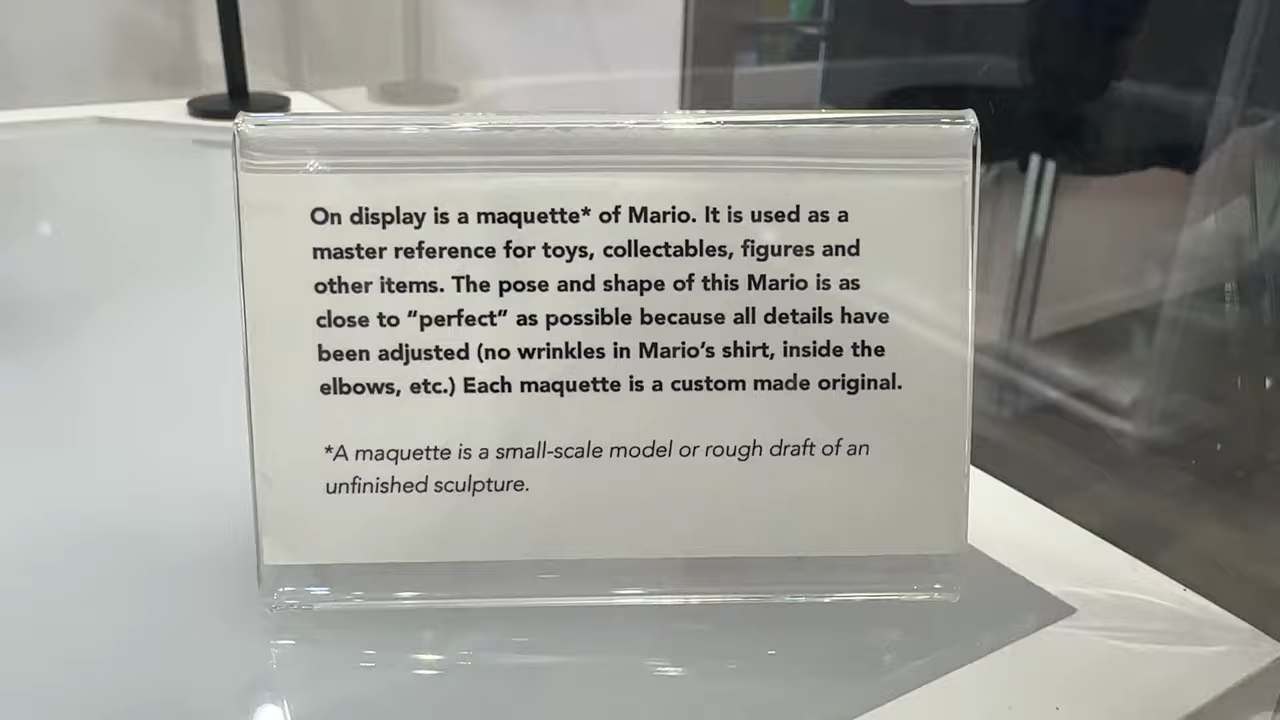 On display is a maquette* of Mario. It is used as a
master reference for toys, collectables, figures and
other items. The pose and shape of this Mario is as
close to “perfect” as possible because all details have
been adjusted (no wrinkles in Mario’s shirt, inside the
elbows, etc.) Each maquette is a custom made original.
*A maquette is a small-scale model or rough draft of an
unfinished sculpture.